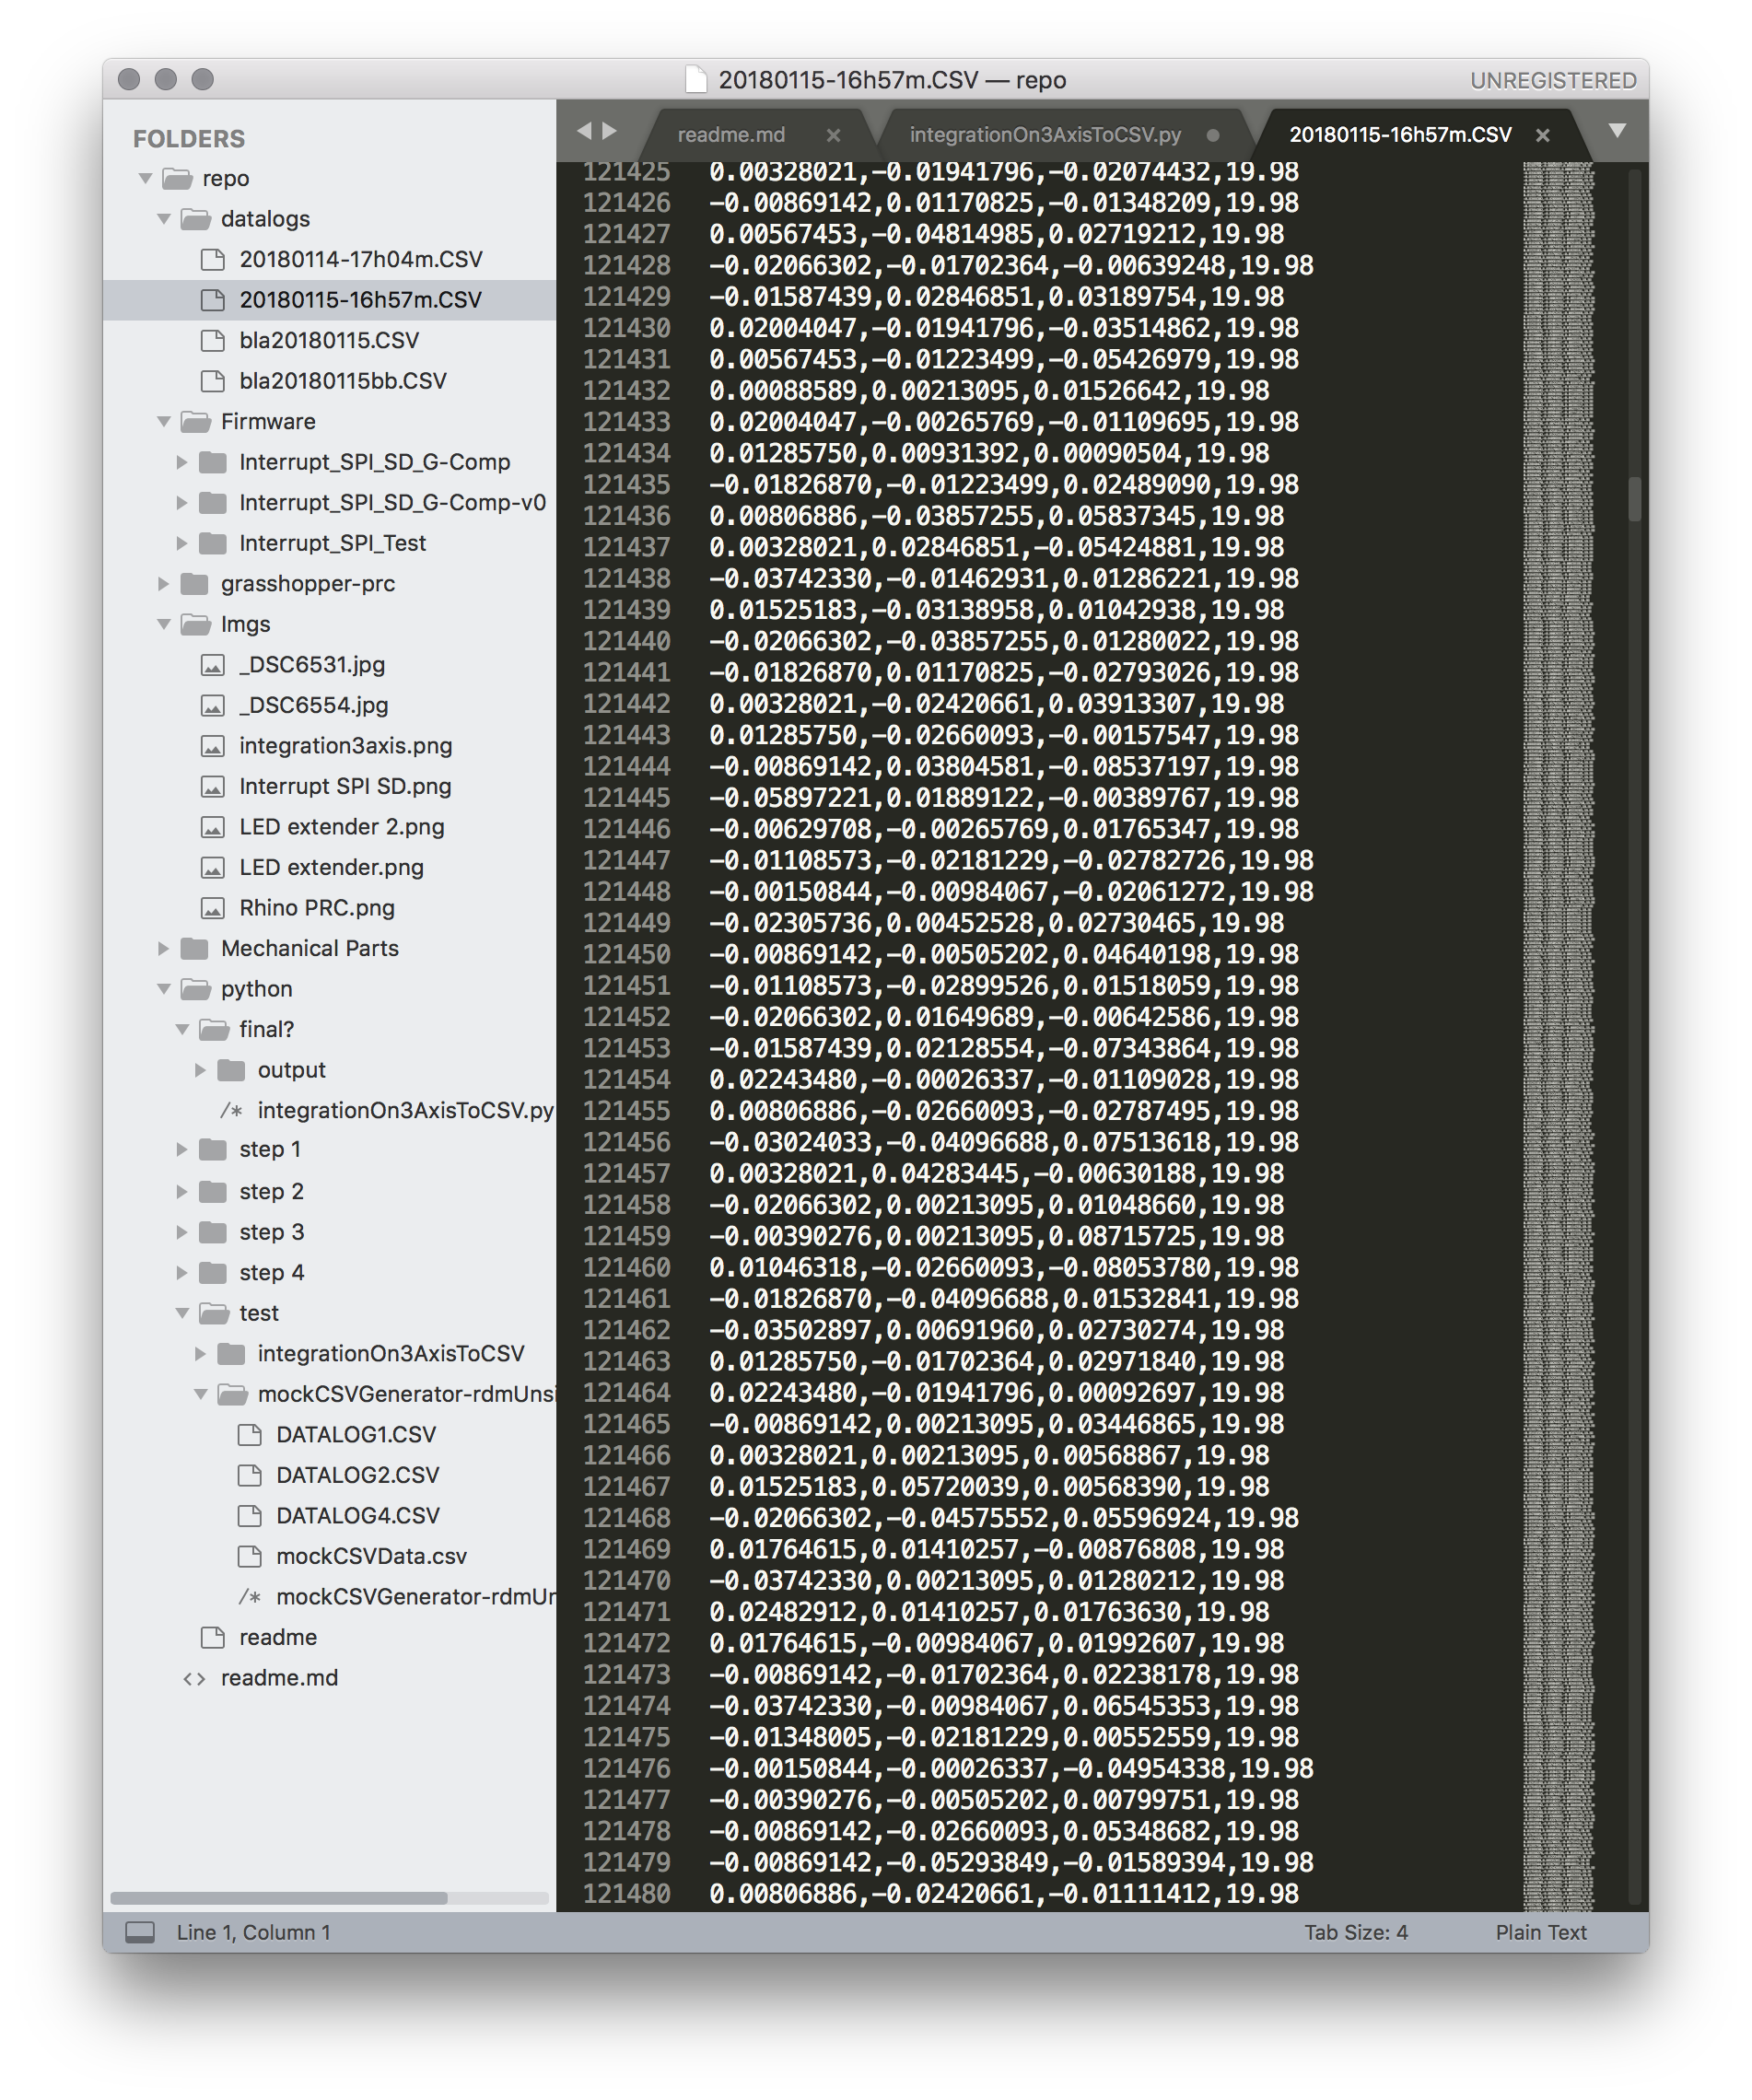 20180115-16h57m.CSV — repo
UNREGISTERED
FOLDERS
repo
datalogs
20180114-17h04m.CSV
20180115-16h57m.CSV
bla20180115.CSV
bla20180115bb.CSV
Firmware
Interrupt_SPI_SD_G-Comp
Interrupt_SPI_SD_G-Comp-v0
Interrupt_SPI_Test
grasshopper-prc
Imgs
_DSC6531.jpg
_DSC6554.jpg
integration3axis.png
Interrupt SPI SD.png
LED extender 2.png
LED extender.png
Rhino PRC.png
Mechanical Parts
python
final?
output
/* integrationOn3AxisToCSV.py
step 1
step 2
step 3
step 4
test
integrationOn3AxisToCSV
mockCSVGenerator-rdmUnsi
DATALOG1.CSV
DATALOG2.CSV
DATALOG4.CSV
mockCSVData.csv
/* mockCSVGenerator-rdmUr
readme
<> readme.md
readme.md
integrationOn3AxisToCSV.py
20180115-16h57m.CSV
121425 0.00328021,-0.01941796,-0.02074432,19.98
121426 -0.00869142,0.01170825,-0.01348209,19.98
121427 0.00567453,-0.04814985,0.02719212,19.98
121428 -0.02066302,-0.01702364,-0.00639248,19.98
121429 -0.01587439,0.02846851,0.03189754,19.98
121430 0.02004047,-0.01941796,-0.03514862,19.98
121431 0.00567453,-0.01223499,-0.05426979,19.98
121432 0.00088589,0.00213095,0.01526642,19.98
121433 0.02004047,-0.00265769,-0.01109695,19.98
121434 0.01285750,0.00931392,0.00090504,19.98
121435 -0.01826870,-0.01223499,0.02489090,19.98
121436 0.00806886,-0.03857255,0.05837345,19.98
121437 0.00328021,0.02846851,-0.05424881,19.98
121438 -0.03742330,-0.01462931,0.01286221,19.98
121439 0.01525183,-0.03138958,0.01042938,19.98
121440 -0.02066302,-0.03857255,0.01280022,19.98
121441 -0.01826870,0.01170825,-0.02793026,19.98
121442 0.00328021,-0.02420661,0.03913307,19.98
121443 0.01285750,-0.02660093,-0.00157547,19.98
121444 -0.00869142,0.03804581,-0.08537197,19.98
121445 -0.05897221,0.01889122,-0.00389767,19.98
121446 -0.00629708,-0.00265769,0.01765347,19.98
121447 -0.01108573,-0.02181229,-0.02782726,19.98
121448 -0.00150844,-0.00984067,-0.02061272,19.98
121449 -0.02305736,0.00452528,0.02730465,19.98
121450 -0.00869142,-0.00505202,0.04640198,19.98
121451 -0.01108573,-0.02899526,0.01518059,19.98
121452 -0.02066302,0.01649689,-0.00642586,19.98
121453 -0.01587439,0.02128554,-0.07343864,19.98
121454 0.02243480,-0.00026337,-0.01109028,19.98
121455 0.00806886,-0.02660093,-0.02787495,19.98
121456 -0.03024033,-0.04096688,0.07513618,19.98
121457 0.00328021,0.04283445,-0.00630188,19.98
121458 -0.02066302,0.00213095,0.01048660,19.98
121459 -0.00390276,0.00213095,0.08715725,19.98
121460 0.01046318,-0.02660093,-0.08053780,19.98
121461 -0.01826870,-0.04096688,0.01532841,19.98
121462 -0.03502897,0.00691960,0.02730274,19.98
121463 0.01285750,-0.01702364,0.02971840,19.98
121464 0.02243480,-0.01941796,0.00092697,19.98
121465 -0.00869142,0.00213095,0.03446865,19.98
121466 0.00328021,0.00213095,0.00568867,19.98
121467 0.01525183,0.05720039,0.00568390,19.98
121468 -0.02066302,-0.04575552,0.05596924,19.98
121469 0.01764615,0.01410257,-0.00876808,19.98
121470 -0.03742330,0.00213095,0.01280212,19.98
121471 0.02482912,0.01410257,0.01763630,19.98
121472 0.01764615,-0.00984067,0.01992607,19.98
121473 -0.00869142,-0.01702364,0.02238178,19.98
121474 -0.03742330,-0.00984067,0.06545353,19.98
121475 -0.01348005,-0.02181229,0.00552559,19.98
121476 -0.00150844,-0.00026337,-0.04954338,19.98
121477 -0.00390276,-0.00505202,0.00799751,19.98
121478 -0.00869142,-0.02660093,0.05348682,19.98
121479 -0.00869142,-0.05293849,-0.01589394,19.98
121480 0.00806886,-0.02420661,-0.01111412,19.98
Line 1, Column 1
Tab Size: 4
Plain Text